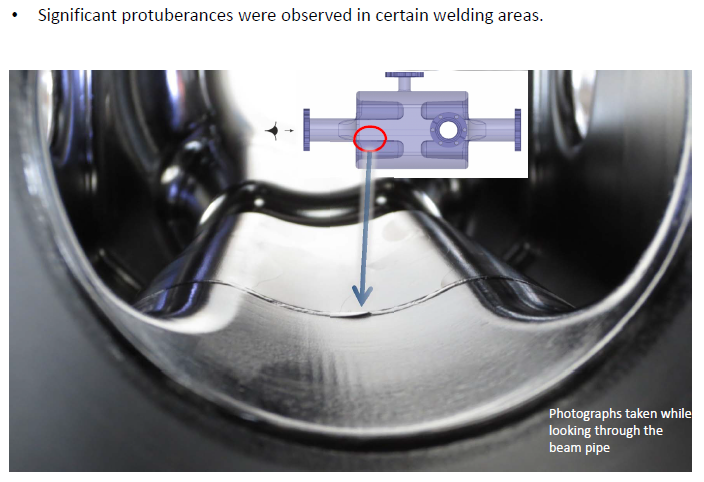 • Significant protuberances were observed in certain welding areas.
Photographs taken while
looking through the
beam pipe